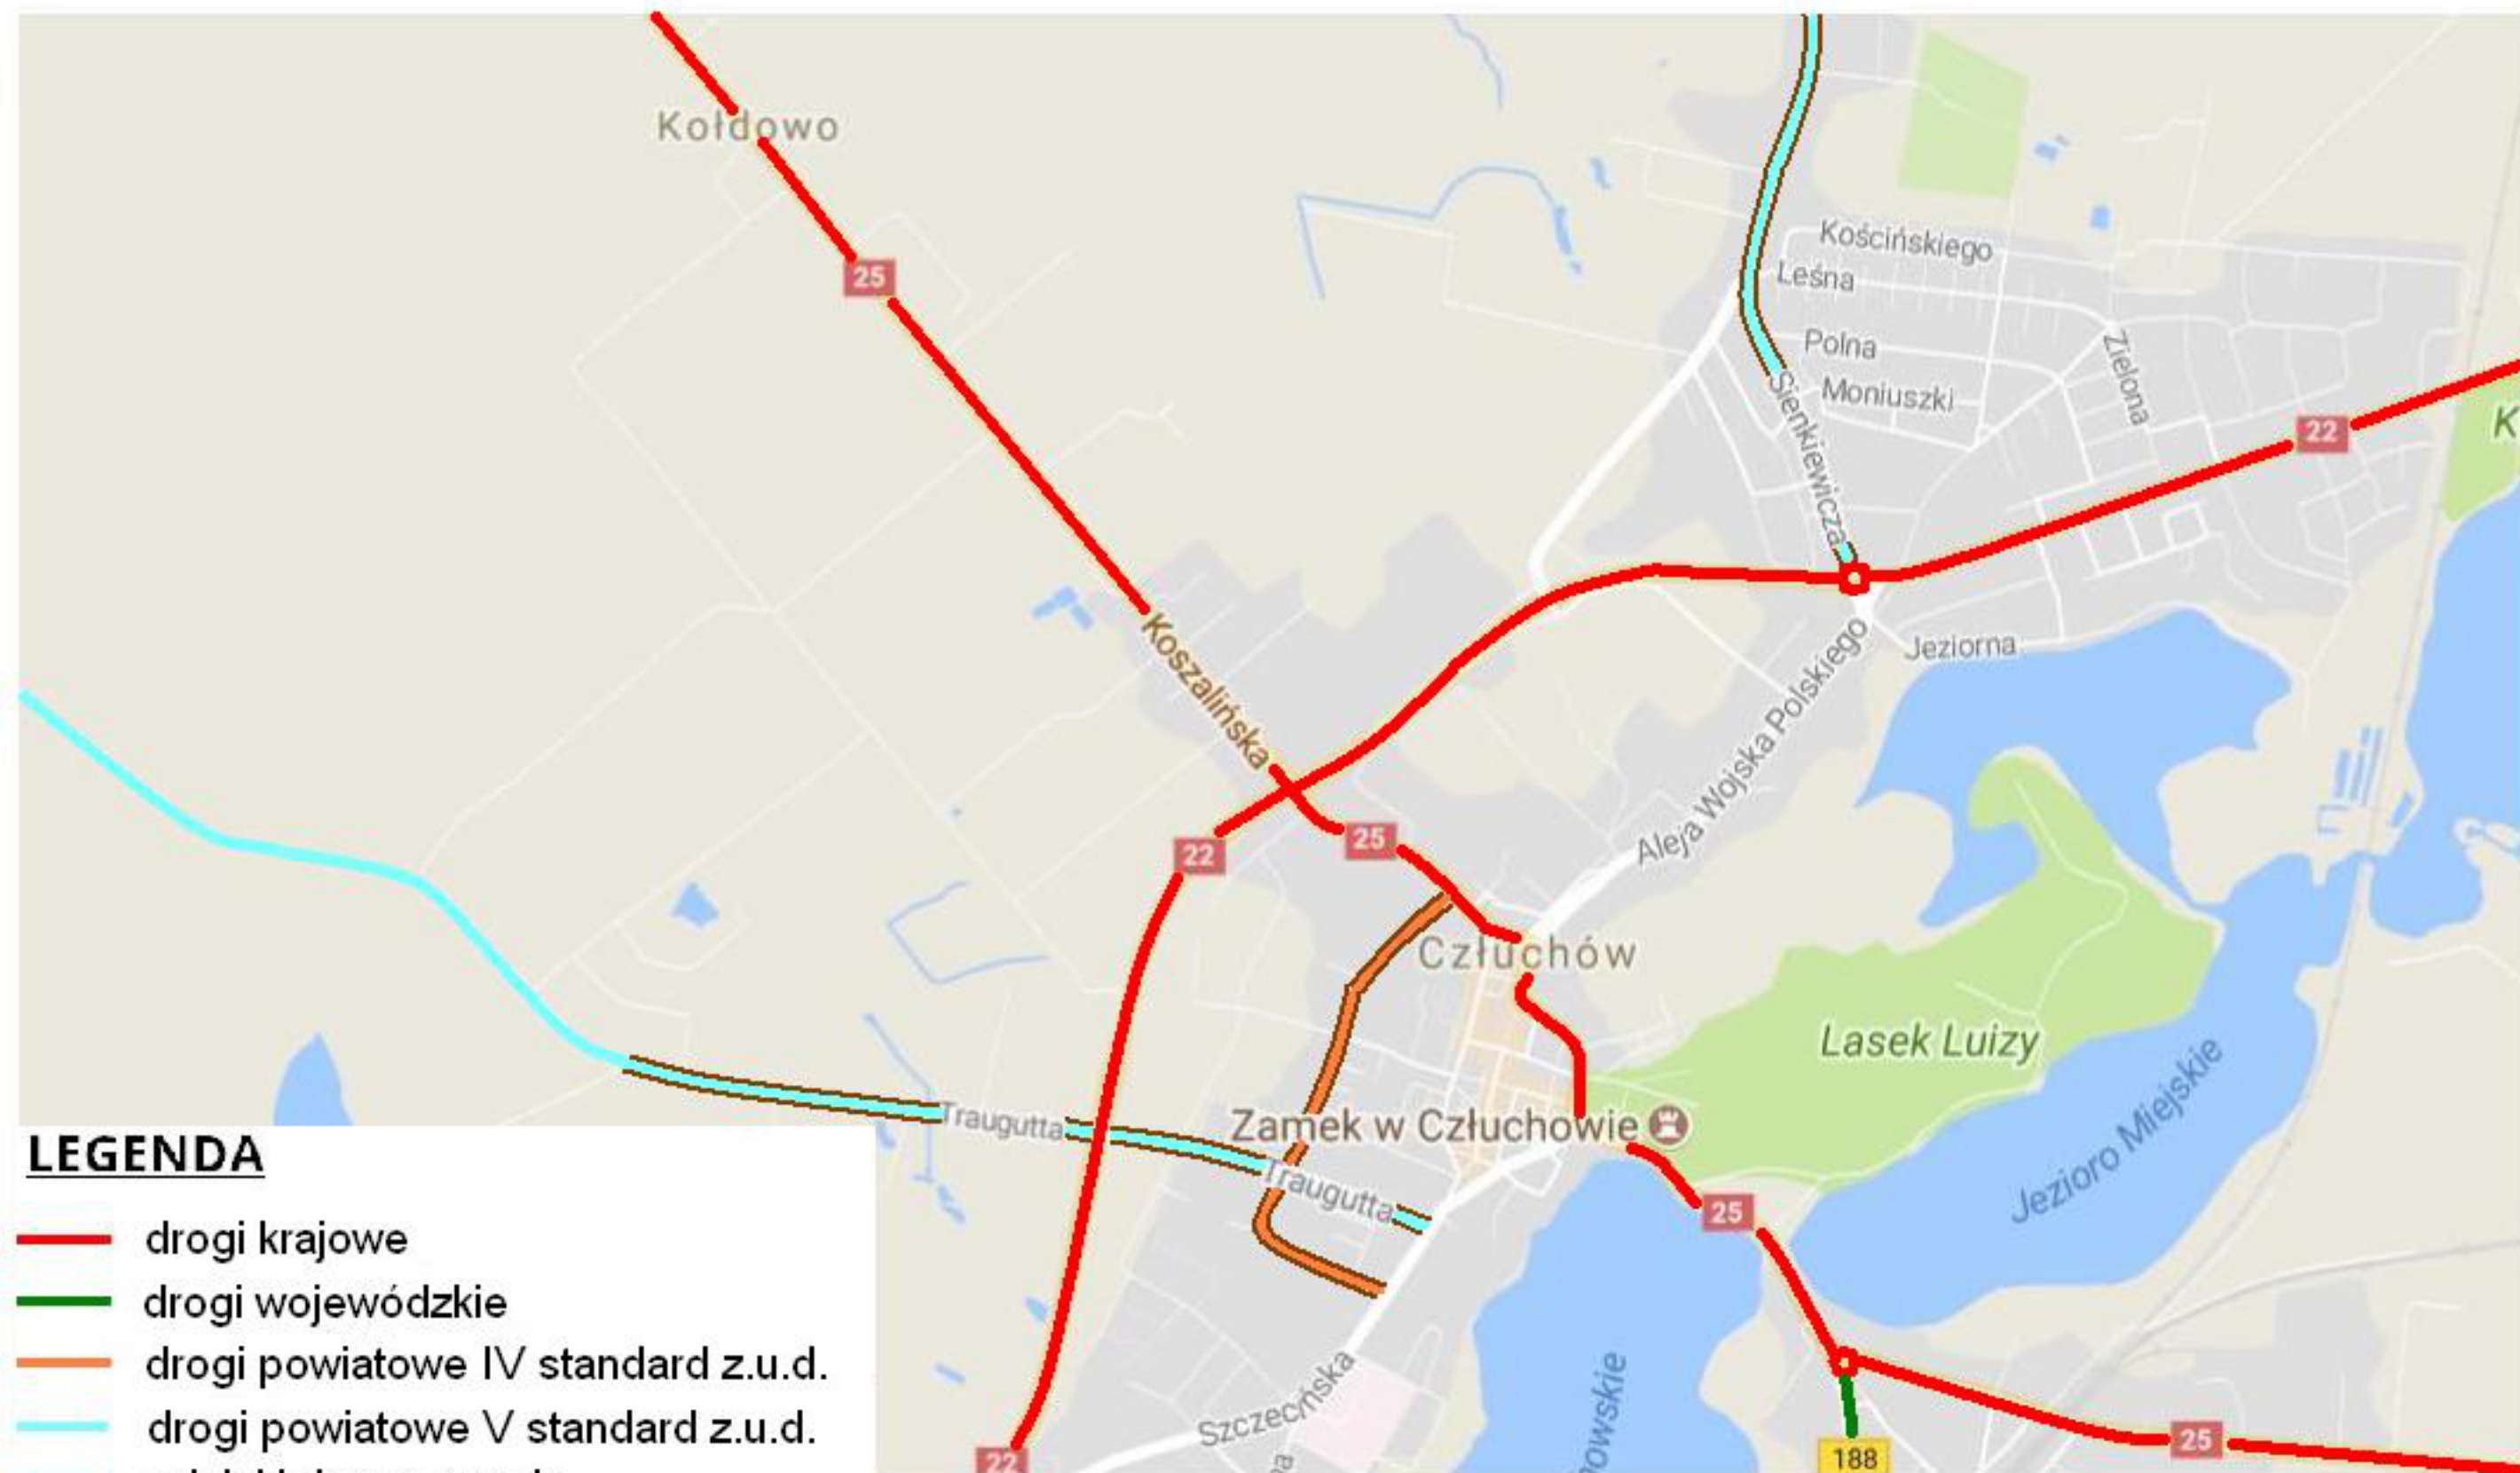 Kołdowo
25
Kościńskiego
Leśna
Polna
Moniuszki
Zielona
Sienkiewicza
22
K
Koszalińska
Jeziorna
Aleja Wojska Polskiego
22
25
Człuchów
Lasek Luizy
Traugutta
Zamek w Człuchowie
Traugutta
Jezioro Miejskie
25
Szczecińska
22
25
188
LEGENDA
drogi krajowe
drogi wojewódzkie
drogi powiatowe IV standard z.u.d.
drogi powiatowe V standard z.u.d.